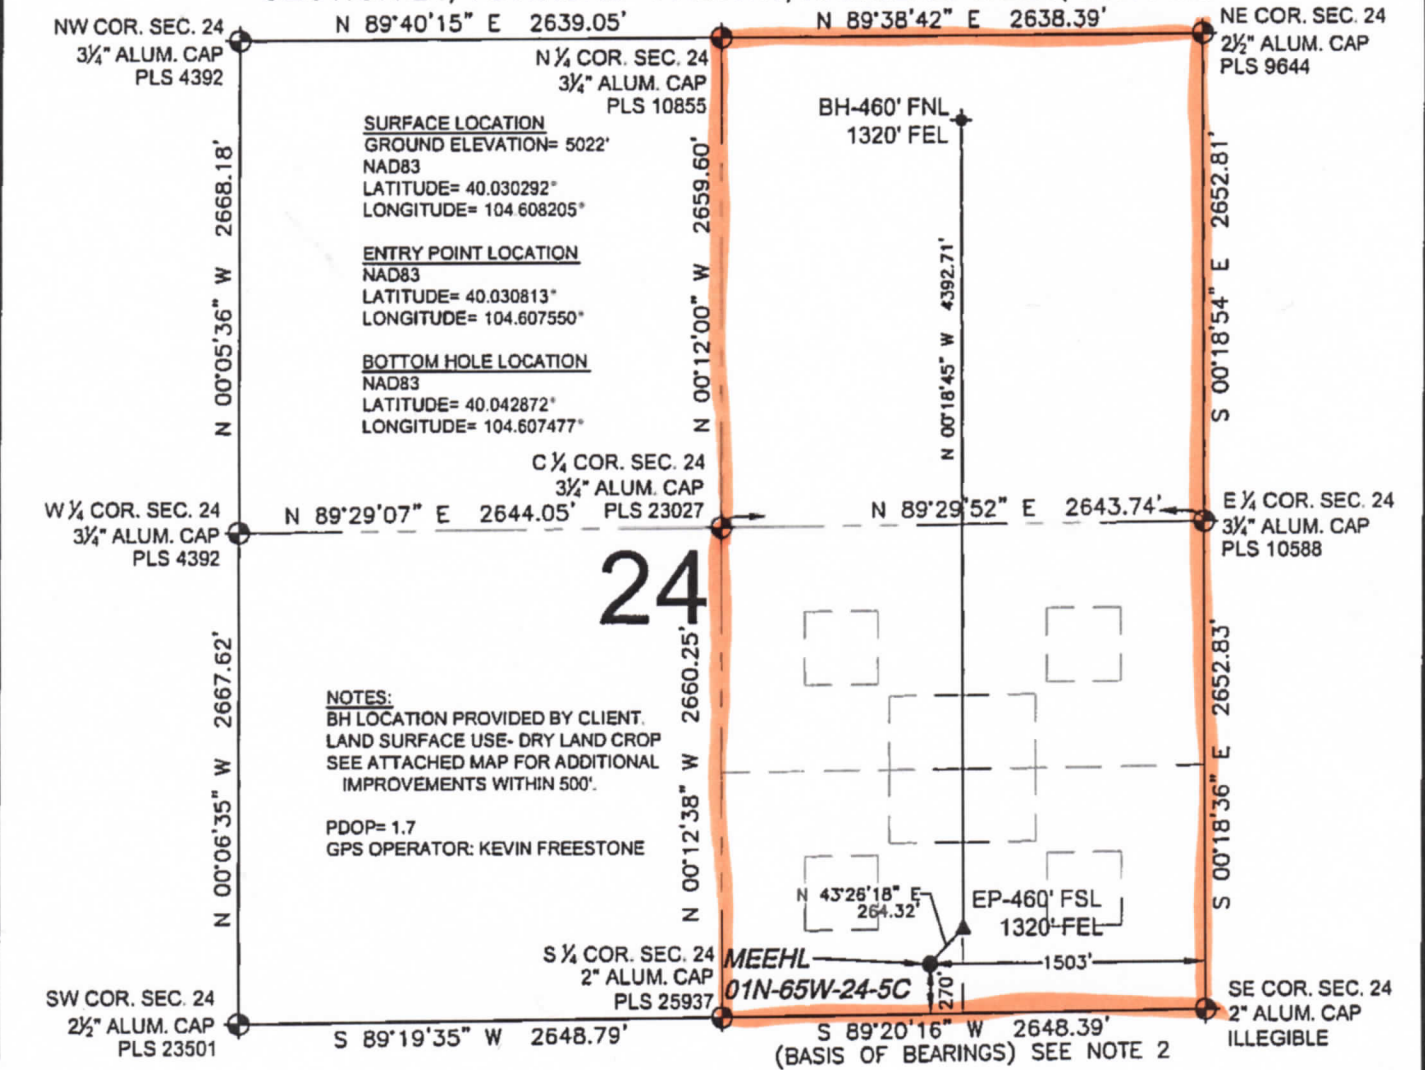 N 89°40'15" E 2639.05'
N 89°38'42" E 2638.39'
NW COR. SEC. 24
3¼" ALUM. CAP
PLS 4392
N ¼ COR. SEC. 24
3¼" ALUM. CAP
PLS 10855
NE COR. SEC. 24
2½" ALUM. CAP
PLS 9644
BH-460' FNL
1320' FEL
SURFACE LOCATION
GROUND ELEVATION= 5022'
NAD83
LATITUDE= 40.030292°
LONGITUDE= 104.608205°
ENTRY POINT LOCATION
NAD83
LATITUDE= 40.030813°
LONGITUDE= 104.607550°
BOTTOM HOLE LOCATION
NAD83
LATITUDE= 40.042872°
LONGITUDE= 104.607477°
N 00°05'36" W 2668.18'
N 00°12'00" W 2659.60'
N 00°18'45" W 4392.71'
S 00°18'54" E 2652.81'
C ¼ COR. SEC. 24
3¼" ALUM. CAP
PLS 23027
W ¼ COR. SEC. 24
3¼" ALUM. CAP
PLS 4392
N 89°29'07" E 2644.05'
N 89°29'52" E 2643.74'
E ¼ COR. SEC. 24
3¼" ALUM. CAP
PLS 10588
24
NOTES:
BH LOCATION PROVIDED BY CLIENT.
LAND SURFACE USE- DRY LAND CROP
SEE ATTACHED MAP FOR ADDITIONAL
IMPROVEMENTS WITHIN 500'.
PDOP= 1.7
GPS OPERATOR: KEVIN FREESTONE
N 00°06'35" W 2667.62'
N 00°12'38" W 2660.25'
S 00°18'36" E 2652.83'
N 43°26'18" E
264.32'
EP-460' FSL
1320' FEL
MEEHL
01N-65W-24-5C
1503'
270'
S ¼ COR. SEC. 24
2" ALUM. CAP
PLS 25937
SW COR. SEC. 24
2½" ALUM. CAP
PLS 23501
SE COR. SEC. 24
2" ALUM. CAP
ILLEGIBLE
S 89°19'35" W 2648.79'
S 89°20'16" W 2648.39'
(BASIS OF BEARINGS) SEE NOTE 2